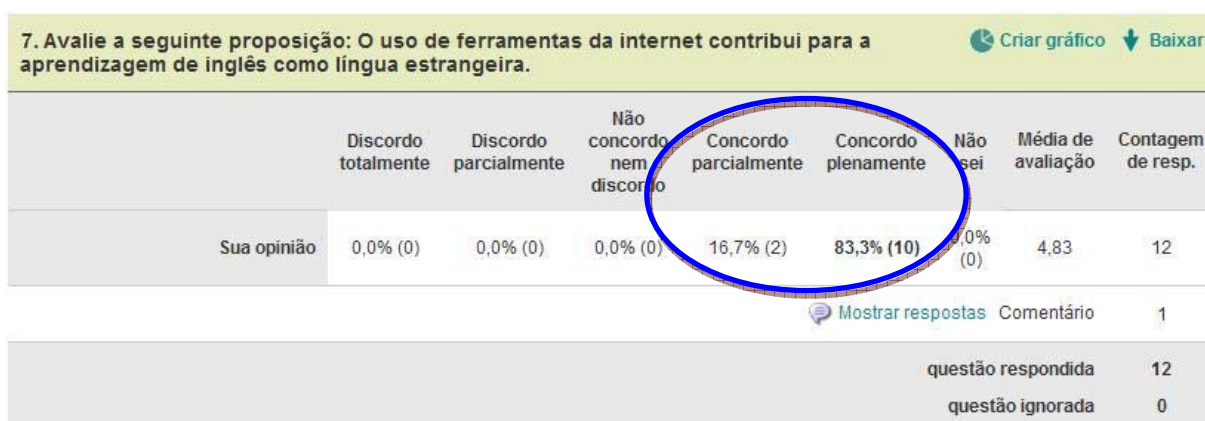 7. Avalie a seguinte proposição: O uso de ferramentas da internet contribui para a aprendizagem de inglês como língua estrangeira.
Criar gráfico Baixar
Discordo totalmente
Discordo parcialmente
Não concordo nem discordo
Concordo parcialmente
Concordo plenamente
Não sei
Média de avaliação
Contagem de resp.
Sua opinião 0,0% (0) 0,0% (0) 0,0% (0) 16,7% (2) 83,3% (10) 0,0% (0) 4,83 12
Mostrar respostas Comentário 1
questão respondida 12
questão ignorada 0